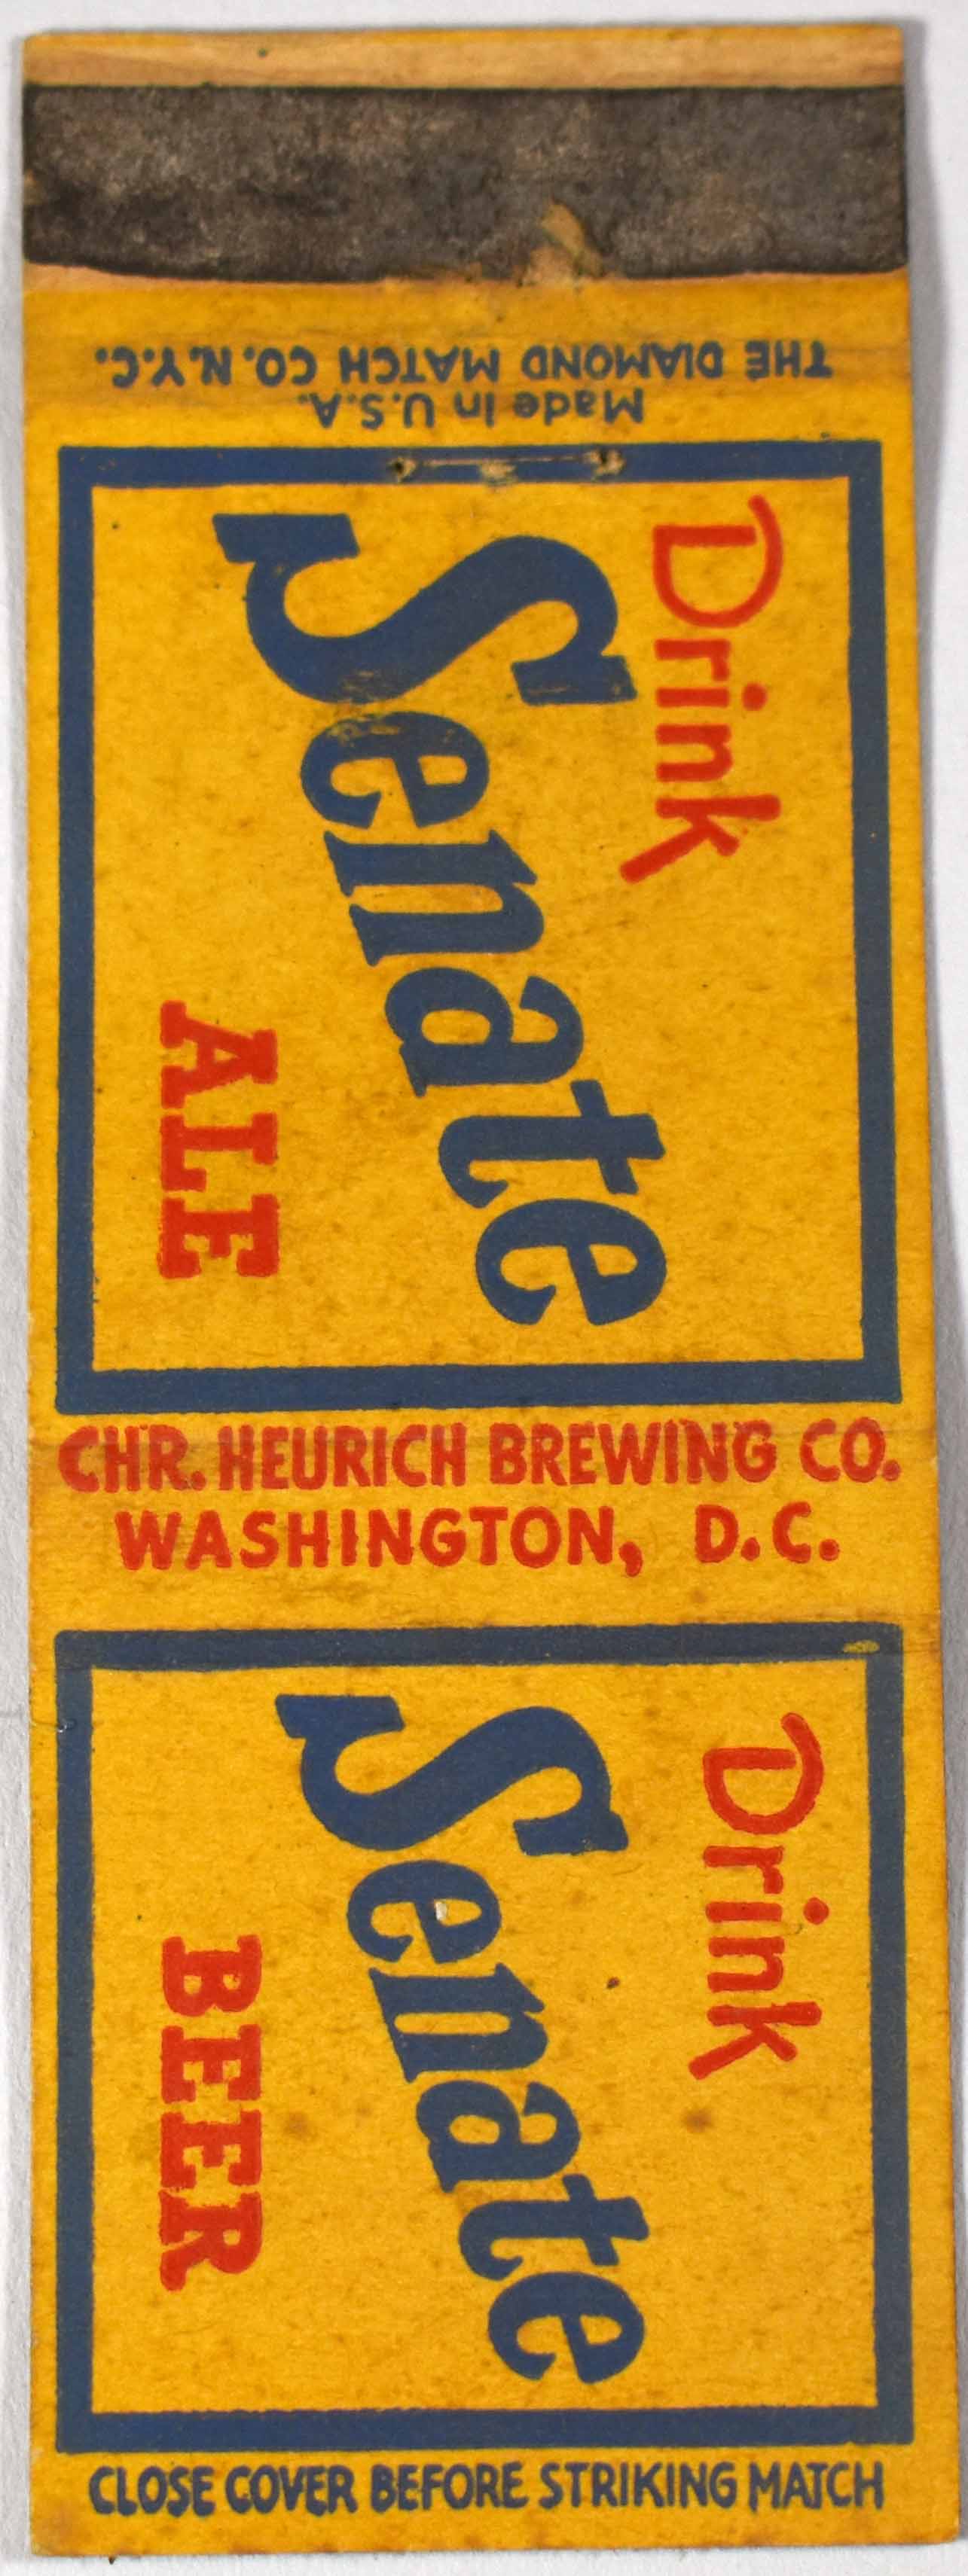 THE DIAMOND MATCH CO. N.Y.C.
Made in U.S.A.
Drink
Senate
ALE
CHR. HEURICH BREWING CO.
WASHINGTON, D.C.
Drink
Senate
BEER
CLOSE COVER BEFORE STRIKING MATCH